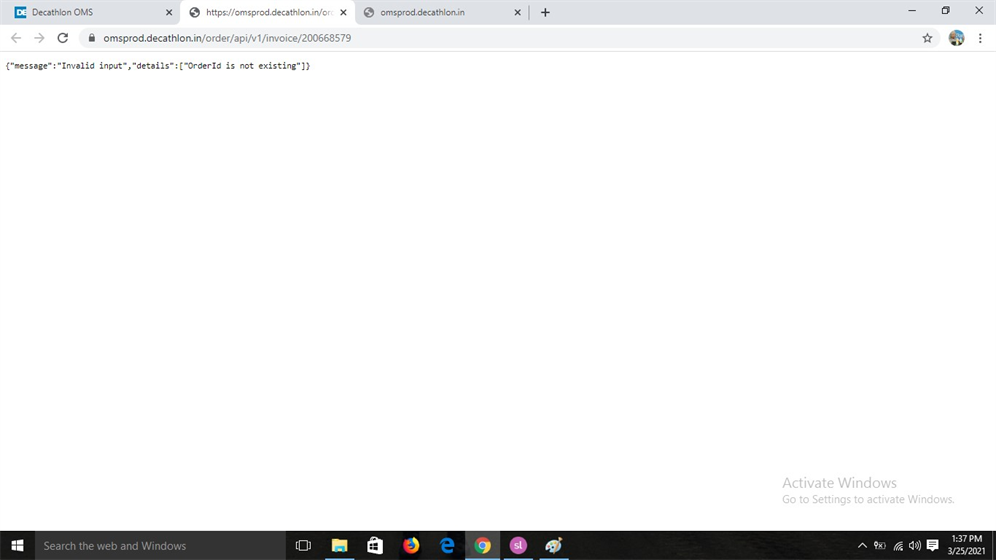 DE Decathlon OMS
https://omsprod.decathlon.in/ord
omsprod.decathlon.in
omsprod.decathlon.in/order/api/v1/invoice/200668579
{"message":"Invalid input","details":["OrderId is not existing"]}
Activate Windows
Go to Settings to activate Windows.
Search the web and Windows
sl
1:37 PM
3/25/2021